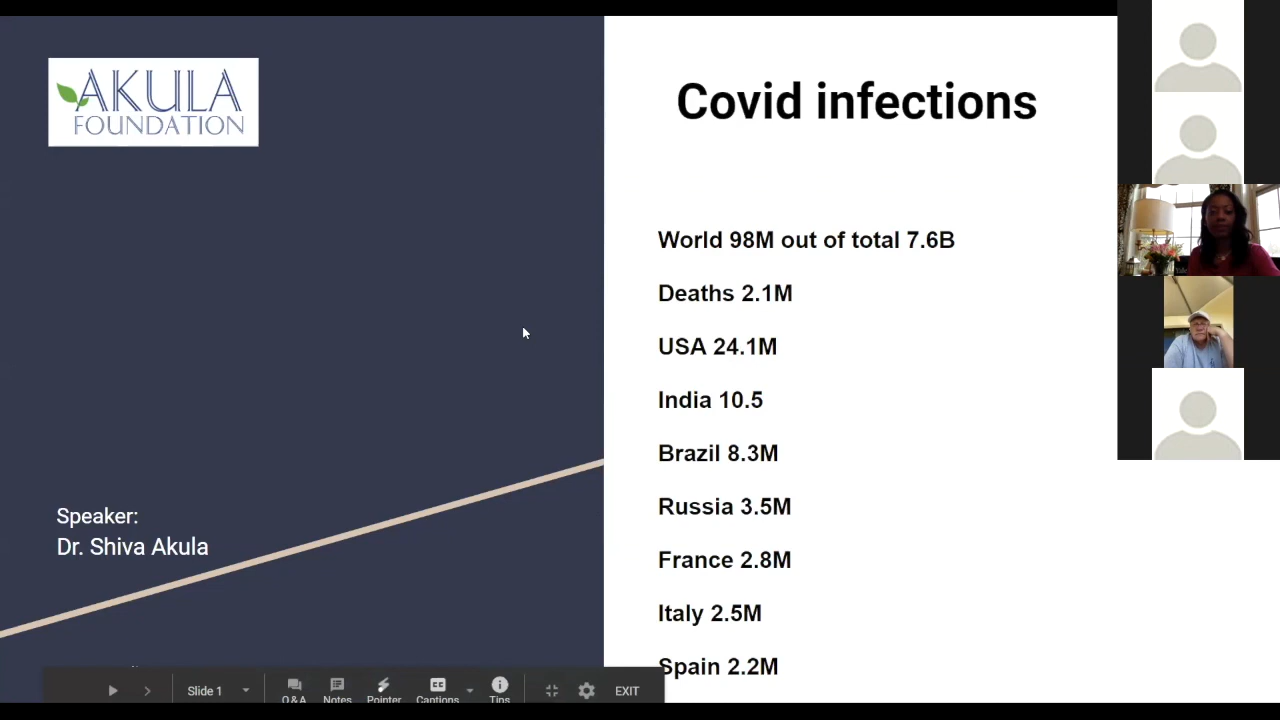 AKULA
FOUNDATION
Covid infections
World 98M out of total 7.6B
Deaths 2.1M
USA 24.1M
India 10.5
Brazil 8.3M
Russia 3.5M
France 2.8M
Italy 2.5M
Spain 2.2M
Speaker:
Dr. Shiva Akula
Slide 1
Q&A
Notes
Pointer
Captions
Tips
EXIT